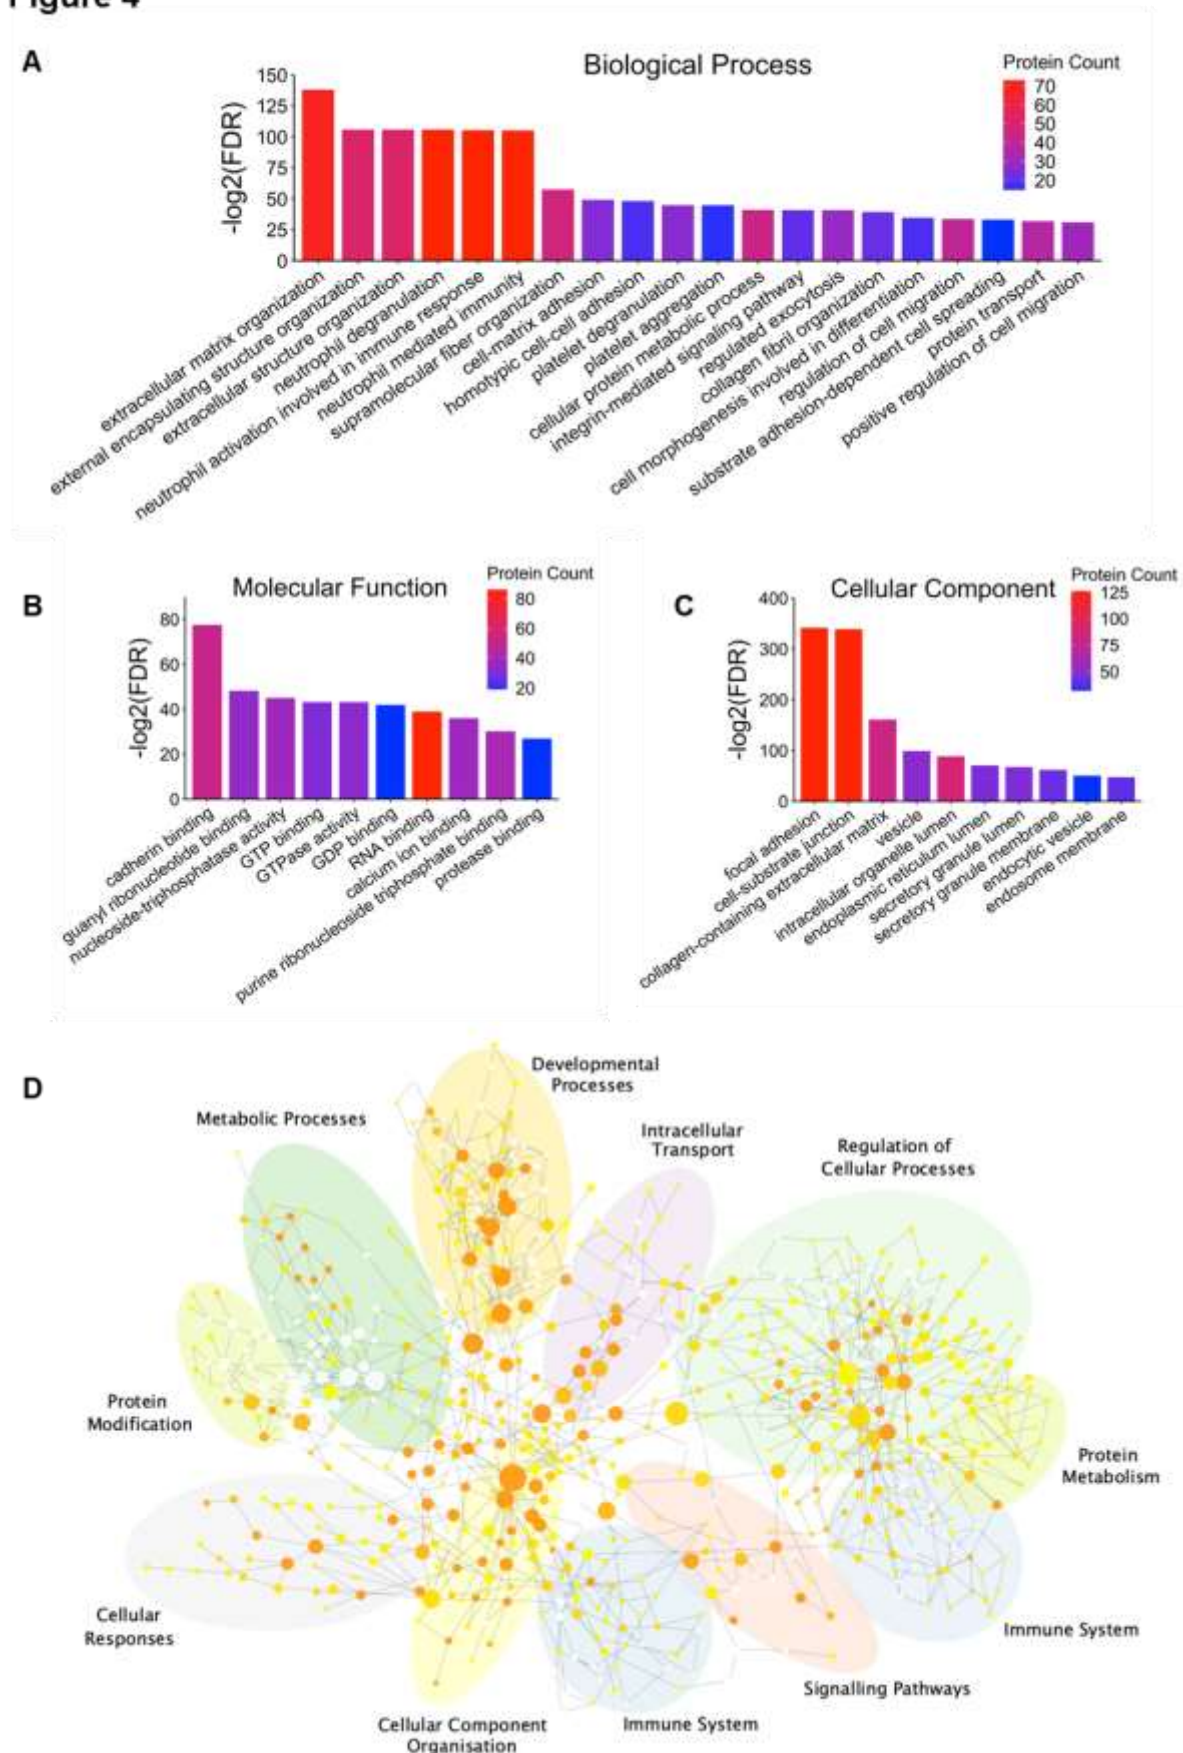 Figure 4
A
Biological Process
Protein Count
70
60
50
40
30
20
-log2(FDR)
150
125
100
75
50
25
0
extracellular matrix organization
external encapsulating structure organization
extracellular structure organization
neutrophil degranulation
neutrophil activation involved in immune response
neutrophil mediated immunity
supramolecular fiber organization
cell-matrix adhesion
homotypic cell-cell adhesion
platelet degranulation
platelet aggregation
cellular protein metabolic process
integrin-mediated signaling pathway
regulated exocytosis
collagen fibril organization
cell morphogenesis involved in differentiation
regulation of cell migration
substrate adhesion-dependent cell spreading
protein transport
positive regulation of cell migration
B
Molecular Function
Protein Count
80
60
40
20
-log2(FDR)
80
60
40
20
0
cadherin binding
guanyl ribonucleotide binding
nucleoside-triphosphatase activity
GTP binding
GTPase activity
GDP binding
RNA binding
calcium ion binding
purine ribonucleoside triphosphate binding
protease binding
C
Cellular Component
Protein Count
125
100
75
50
-log2(FDR)
400
300
200
100
0
focal adhesion
cell-substrate junction
collagen-containing extracellular matrix
vesicle
intracellular organelle lumen
endoplasmic reticulum lumen
secretory granule lumen
secretory granule membrane
endocytic vesicle
endosome membrane
D
Developmental
Processes
Metabolic Processes
Intracellular
Transport
Regulation of
Cellular Processes
Protein
Modification
Protein
Metabolism
Cellular
Responses
Immune System
Signalling Pathways
Cellular Component
Organisation
Immune System